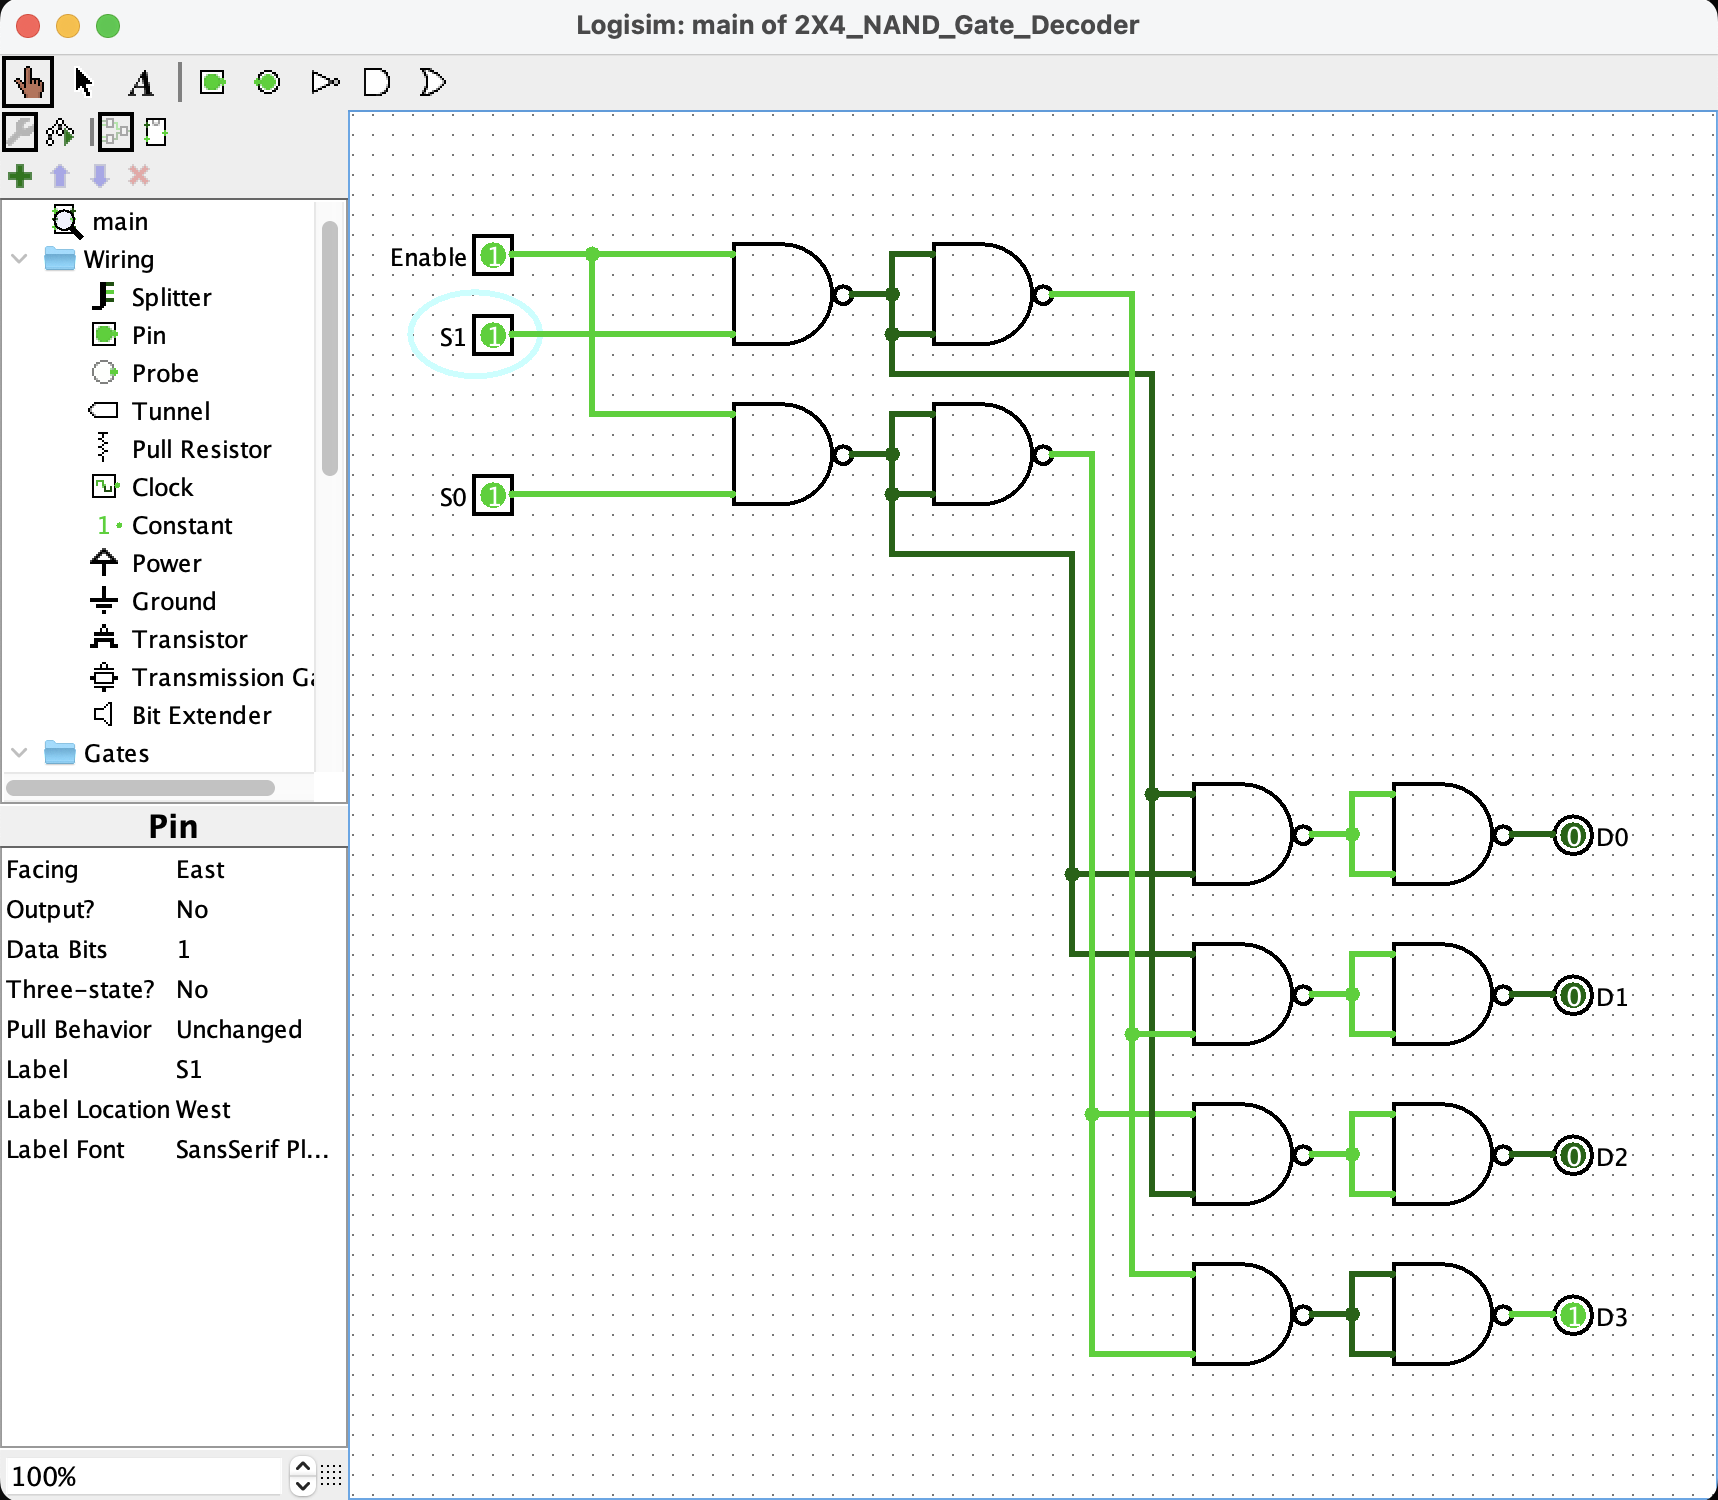 Logisim: main of 2X4_NAND_Gate_Decoder
A
main
Wiring
Splitter
Pin
Probe
Tunnel
Pull Resistor
Clock
1 Constant
Power
Ground
Transistor
Transmission Ga
Bit Extender
Gates
Pin
Facing East
Output? No
Data Bits 1
Three-state? No
Pull Behavior Unchanged
Label S1
Label Location West
Label Font SansSerif Pl...
100%
Enable 1
S1 1
S0 1
0 D0
0 D1
0 D2
1 D3